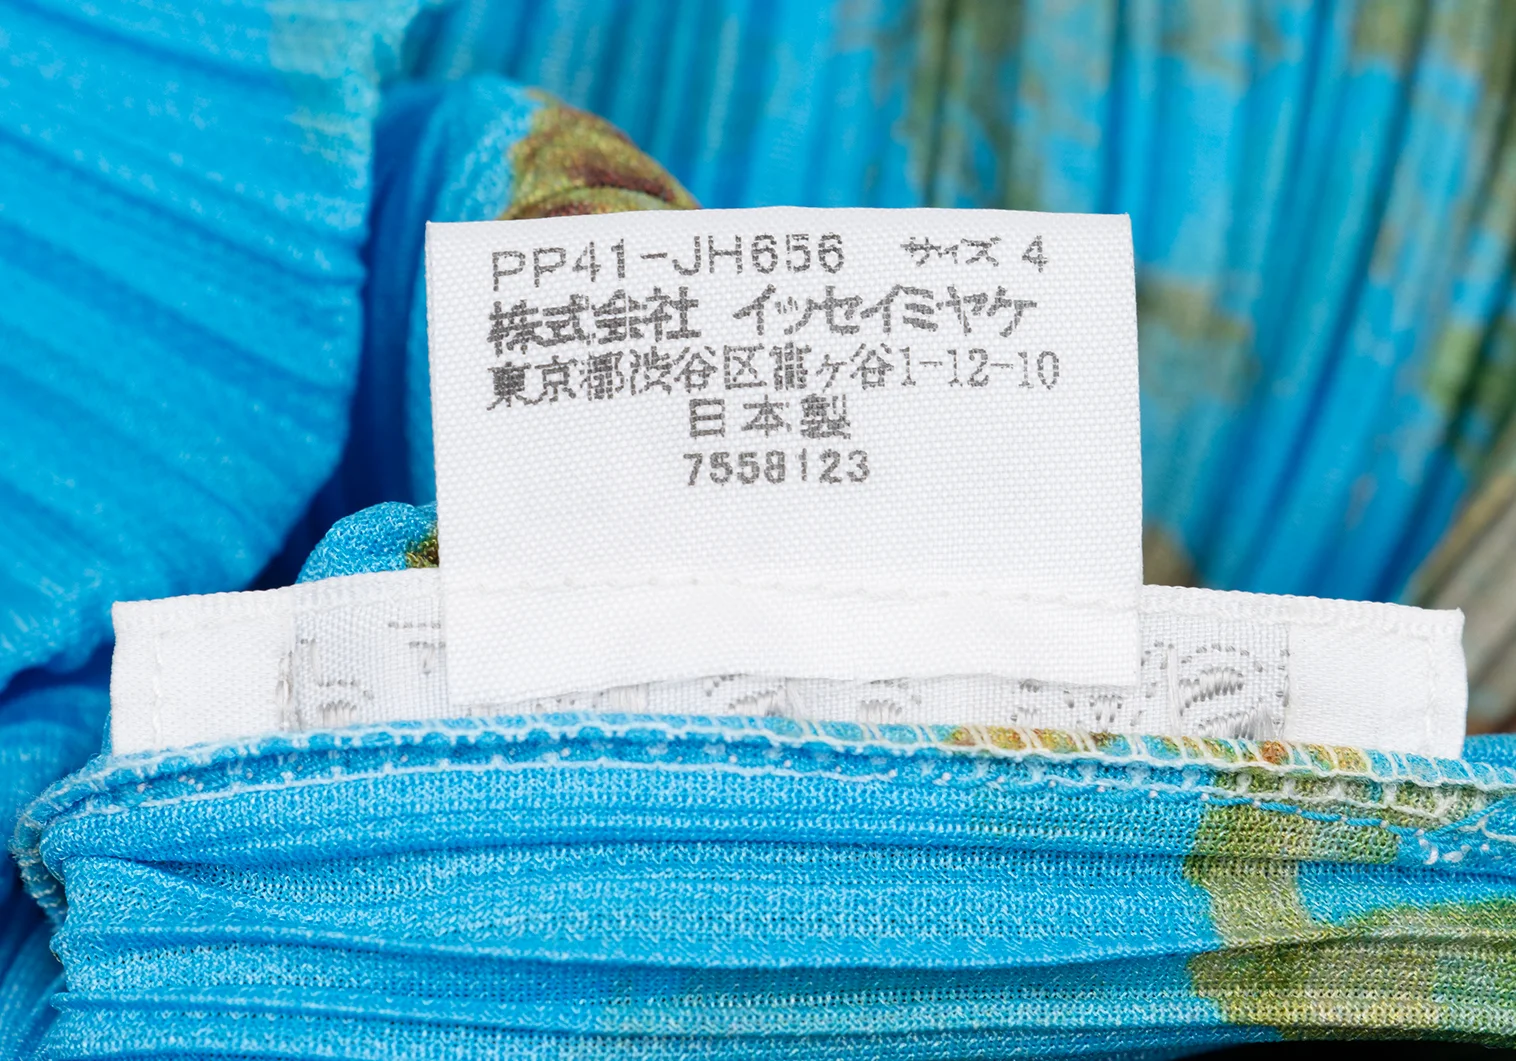 PP41-JH656 サイズ 4
株式会社 イッセイミヤケ
東京都渋谷区富ヶ谷1-12-10
日本製
7558123